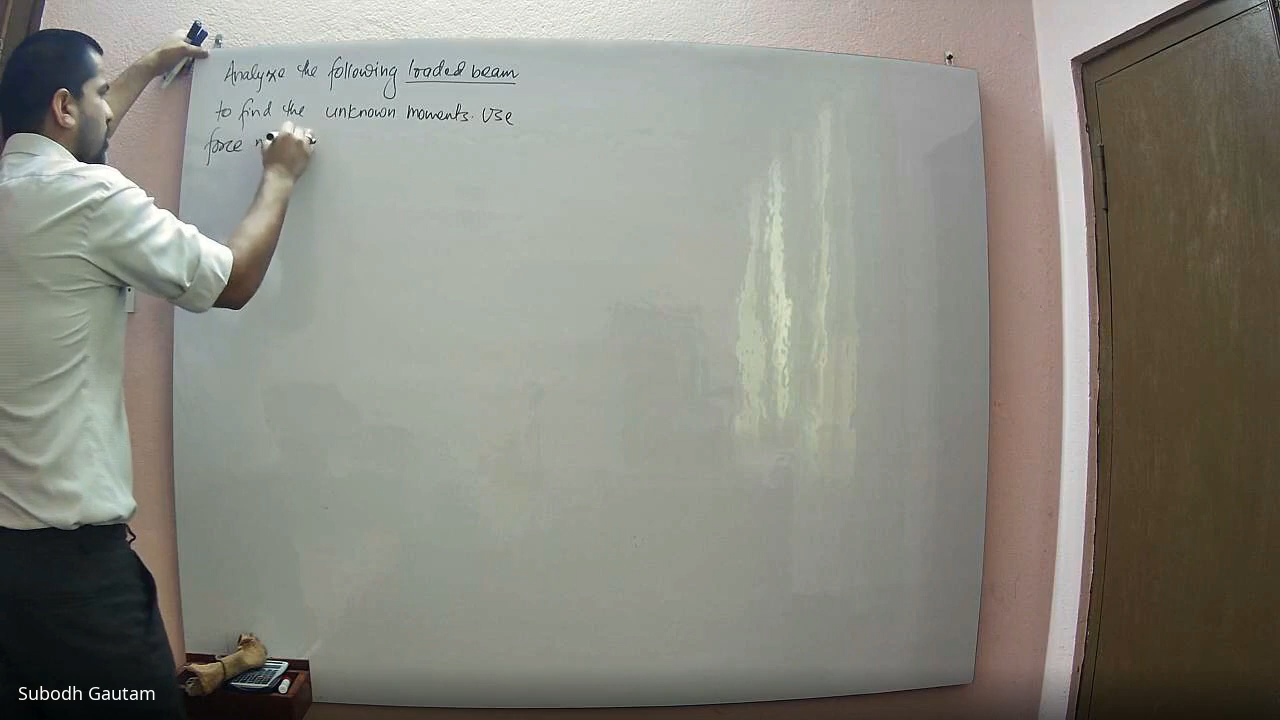 Analyze the following loaded beam
to find the unknown moments. Use
force
Subodh Gautam